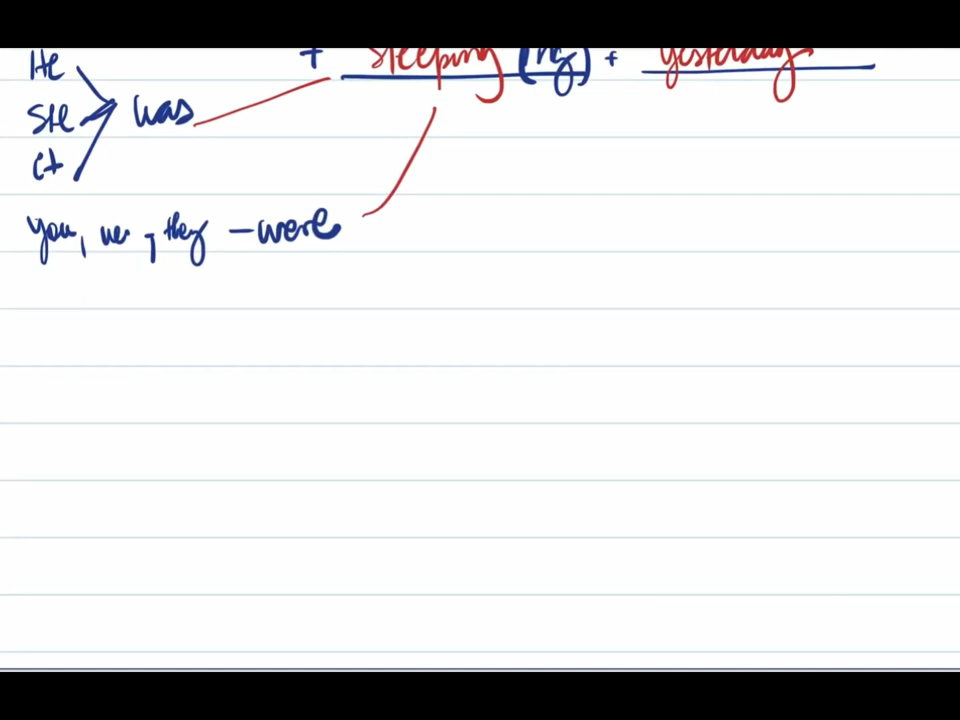 He + sleeping (ing) + yesterday
SHE was
it
you, we, they - were